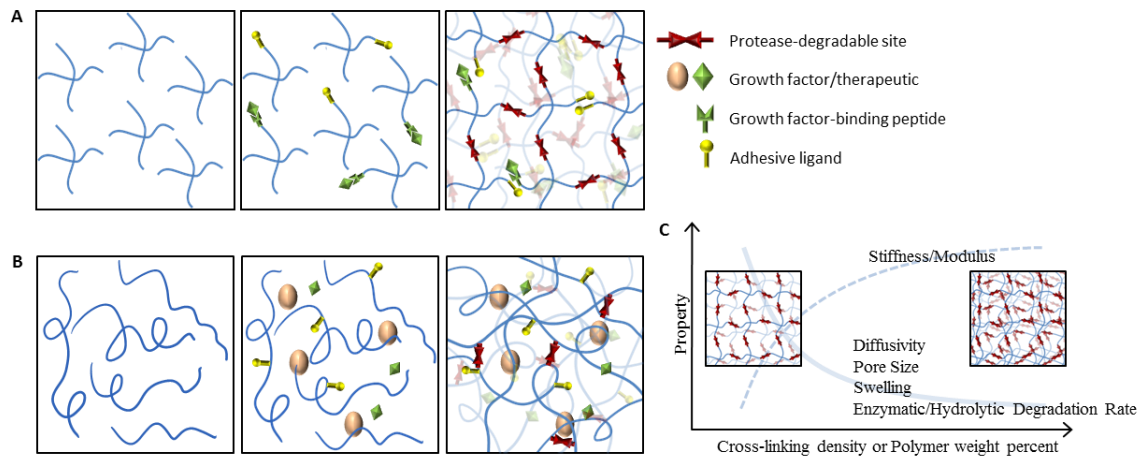 A
Protease-degradable site
Growth factor/therapeutic
Growth factor-binding peptide
Adhesive ligand
B
C
Property
Stiffness/Modulus
Diffusivity
Pore Size
Swelling
Enzymatic/Hydrolytic Degradation Rate
Cross-linking density or Polymer weight percent